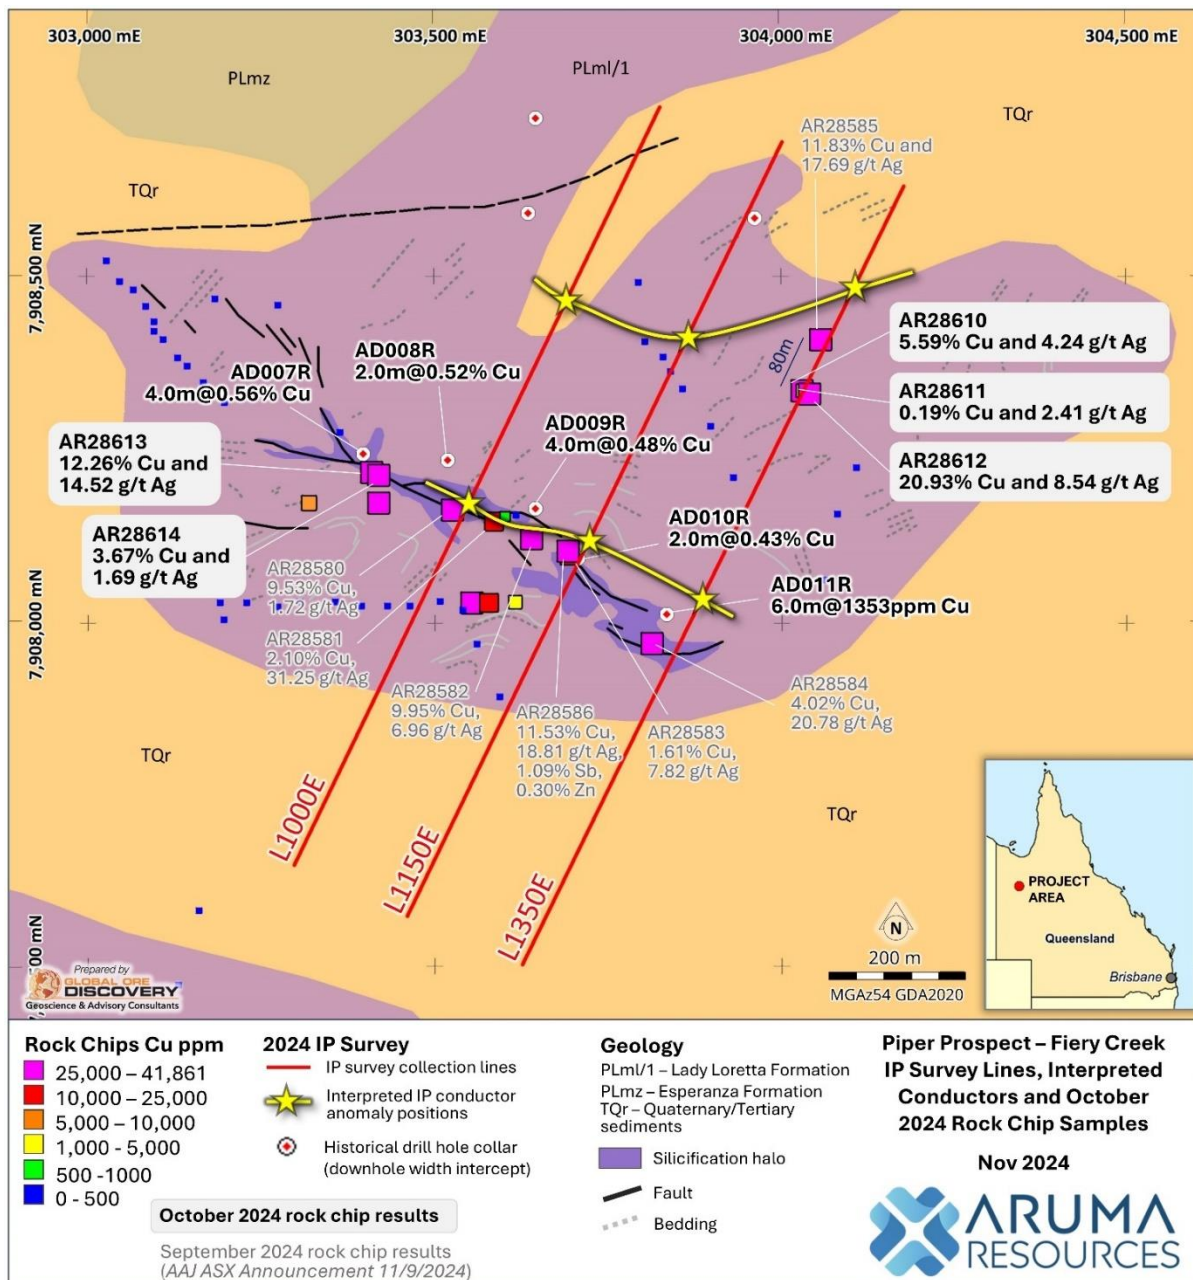 303,000 mE
303,500 mE
304,000 mE
304,500 mE
PLmz
PLml/1
TQr
TQr
AR28585
11.83% Cu and
17.69 g/t Ag
7,908,500 mN
80m
AR28610
5.59% Cu and 4.24 g/t Ag
AR28611
0.19% Cu and 2.41 g/t Ag
AR28612
20.93% Cu and 8.54 g/t Ag
AD007R
4.0m@0.56% Cu
AD008R
2.0m@0.52% Cu
AD009R
4.0m@0.48% Cu
AD010R
2.0m@0.43% Cu
AD011R
6.0m@1353ppm Cu
AR28613
12.26% Cu and
14.52 g/t Ag
AR28614
3.67% Cu and
1.69 g/t Ag
7,908,000 mN
AR28580
9.53% Cu,
1.72 g/t Ag
AR28581
2.10% Cu,
31.25 g/t Ag
AR28582
9.95% Cu,
6.96 g/t Ag
AR28586
11.53% Cu,
18.81 g/t Ag,
1.09% Sb,
0.30% Zn
AR28583
1.61% Cu,
7.82 g/t Ag
AR28584
4.02% Cu,
20.78 g/t Ag
TQr
TQr
L1000E
L1150E
L1350E
N
200 m
MGAz54 GDA2020
PROJECT
AREA
Queensland
Brisbane
Prepared by
GLOBAL ORE
DISCOVERY
Geoscience & Advisory Consultants
Rock Chips Cu ppm
25,000 – 41,861
10,000 – 25,000
5,000 – 10,000
1,000 - 5,000
500 -1000
0 - 500
2024 IP Survey
IP survey collection lines
Interpreted IP conductor
anomaly positions
Historical drill hole collar
(downhole width intercept)
October 2024 rock chip results
September 2024 rock chip results
(AAJ ASX Announcement 11/9/2024)
Geology
PLml/1 – Lady Loretta Formation
PLmz – Esperanza Formation
TQr – Quaternary/Tertiary
sediments
Silicification halo
Fault
Bedding
Piper Prospect – Fiery Creek
IP Survey Lines, Interpreted
Conductors and October
2024 Rock Chip Samples
Nov 2024
ARUMA
RESOURCES